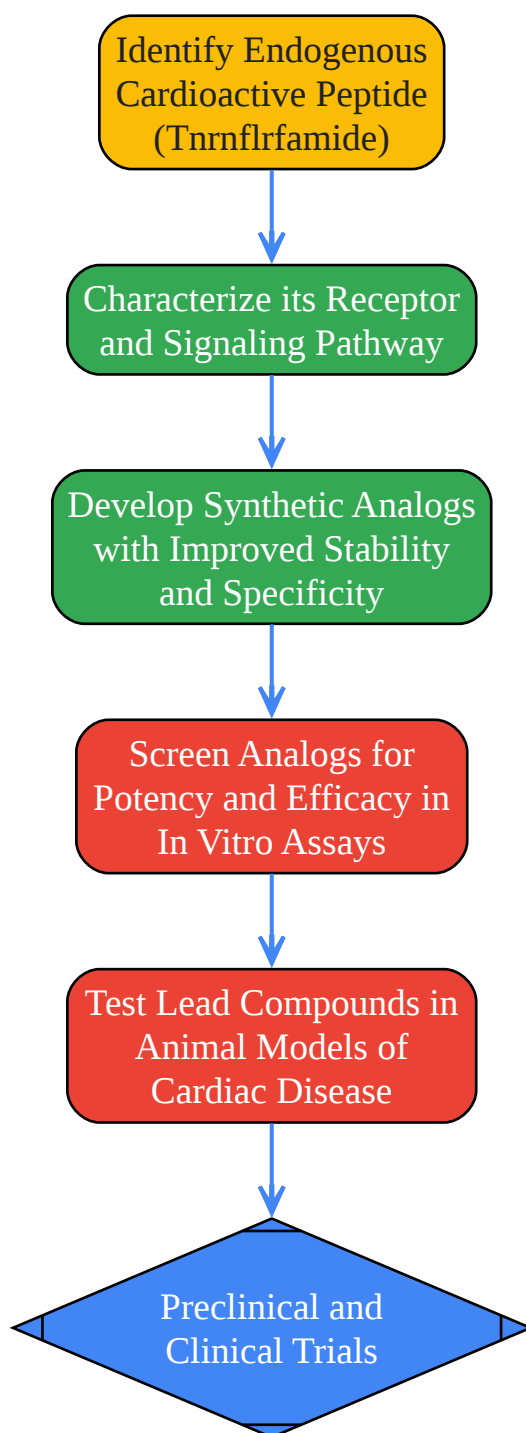 Identify Endogenous
Cardioactive Peptide
(Tnrnflrfamide)
Characterize its Receptor
and Signaling Pathway
Develop Synthetic Analogs
with Improved Stability
and Specificity
Screen Analogs for
Potency and Efficacy in
In Vitro Assays
Test Lead Compounds in
Animal Models of
Cardiac Disease
Preclinical and
Clinical Trials